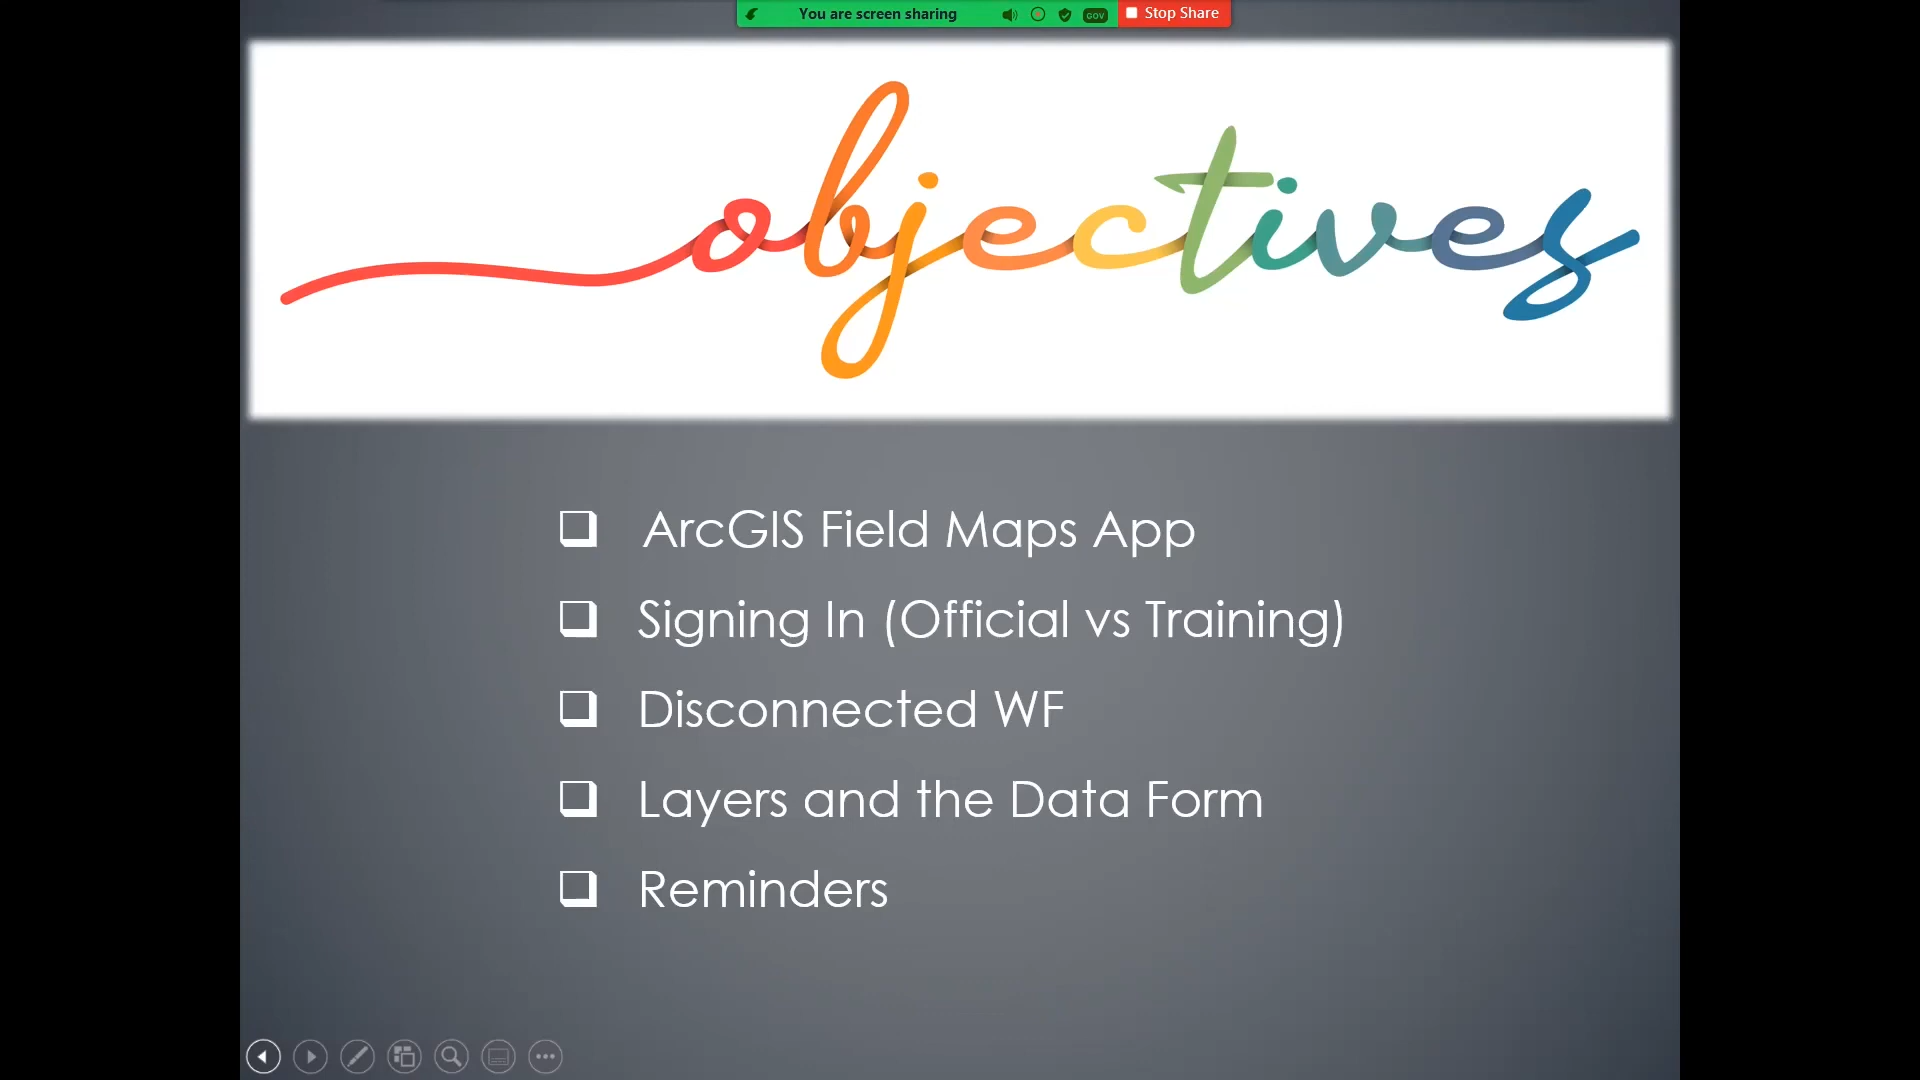 You are screen sharing
GOV
Stop Share
objectives
ArcGIS Field Maps App
Signing In (Official vs Training)
Disconnected WF
Layers and the Data Form
Reminders